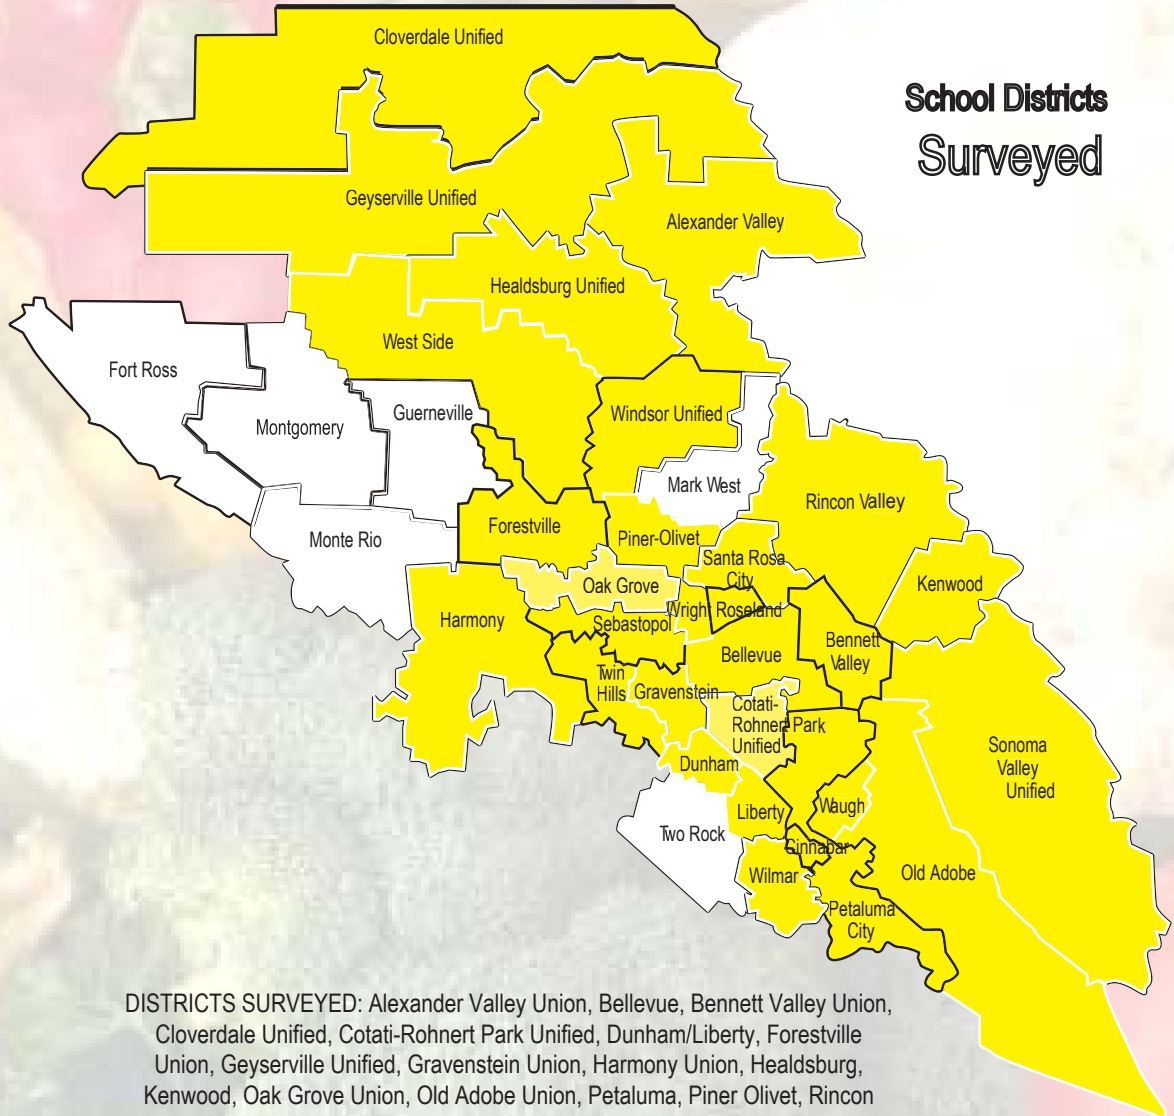 Cloverdale Unified
School Districts
Surveyed
Geyserville Unified
Alexander Valley
Healdsburg Unified
West Side
Fort Ross
Guerneville
Windsor Unified
Montgomery
Mark West
Rincon Valley
Forestville
Piner-Olivet
Monte Rio
Santa Rosa
City
Kenwood
Oak Grove
Wright
Roseland
Harmony
Sebastopol
Bennett
Valley
Bellevue
Twin
Hills
Gravenstein
Cotati-
Rohnert Park
Unified
Sonoma
Valley
Unified
Dunham
Waugh
Liberty
Two Rock
Cinnabar
Old Adobe
Wilmar
Petaluma
City
DISTRICTS SURVEYED: Alexander Valley Union, Bellevue, Bennett Valley Union,
Cloverdale Unified, Cotati-Rohnert Park Unified, Dunham/Liberty, Forestville
Union, Geyserville Unified, Gravenstein Union, Harmony Union, Healdsburg,
Kenwood, Oak Grove Union, Old Adobe Union, Petaluma, Piner Olivet, Rincon